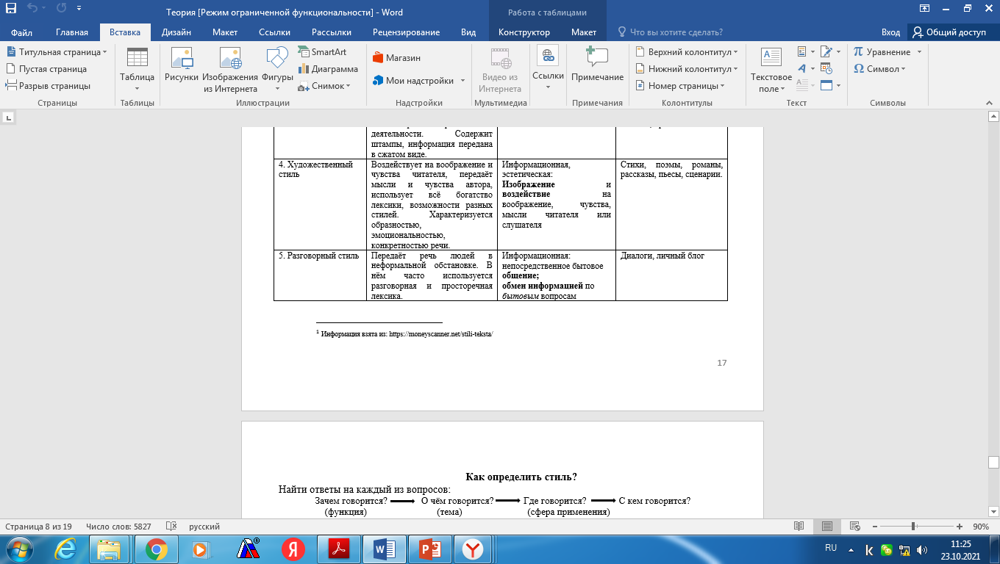 Теория [Режим ограниченной функциональности] - Word
Работа с таблицами
Файл Главная Вставка Дизайн Макет Ссылки Рассылки Рецензирование Вид Конструктор Макет Что вы хотите сделать? Вход Общий доступ
Титульная страница
Пустая страница
Разрыв страницы
Страницы
Таблица
Таблицы
Рисунки
Изображения
из Интернета
Фигуры
SmartArt
Диаграмма
Снимок
Иллюстрации
Магазин
Мои надстройки
Надстройки
Видео из
Интернета
Мультимедиа
Ссылки
Примечание
Примечания
Верхний колонтитул
Нижний колонтитул
Номер страницы
Колонтитулы
Текстовое
поле
Текст
Уравнение
Символ
Символы
деятельности. Содержит
штампы, информация передана
в сжатом виде.
4. Художественный
стиль
Воздействует на воображение и
чувства читателя, передаёт
мысли и чувства автора,
использует всё богатство
лексики, возможности разных
стилей. Характеризуется
образностью,
эмоциональностью,
конкретностью речи.
Информационная,
эстетическая:
Изображение и
воздействие на
воображение, чувства,
мысли читателя или
слушателя
Стихи, поэмы, романы,
рассказы, пьесы, сценарии.
5. Разговорный стиль
Передаёт речь людей в
неформальной обстановке. В
нём часто используется
разговорная и просторечная
лексика.
Информационная:
непосредственное бытовое
общение;
обмен информацией по
бытовым вопросам
Диалоги, личный блог
1 Информация взята из: https://moneyscanner.net/stili-teksta/
17
Как определить стиль?
Найти ответы на каждый из вопросов:
Зачем говорится? О чём говорится? Где говорится? С кем говорится?
(функция) (тема) (сфера применения)
Страница 8 из 19 Число слов: 5827 русский 90%
RU 11:25
23.10.2021